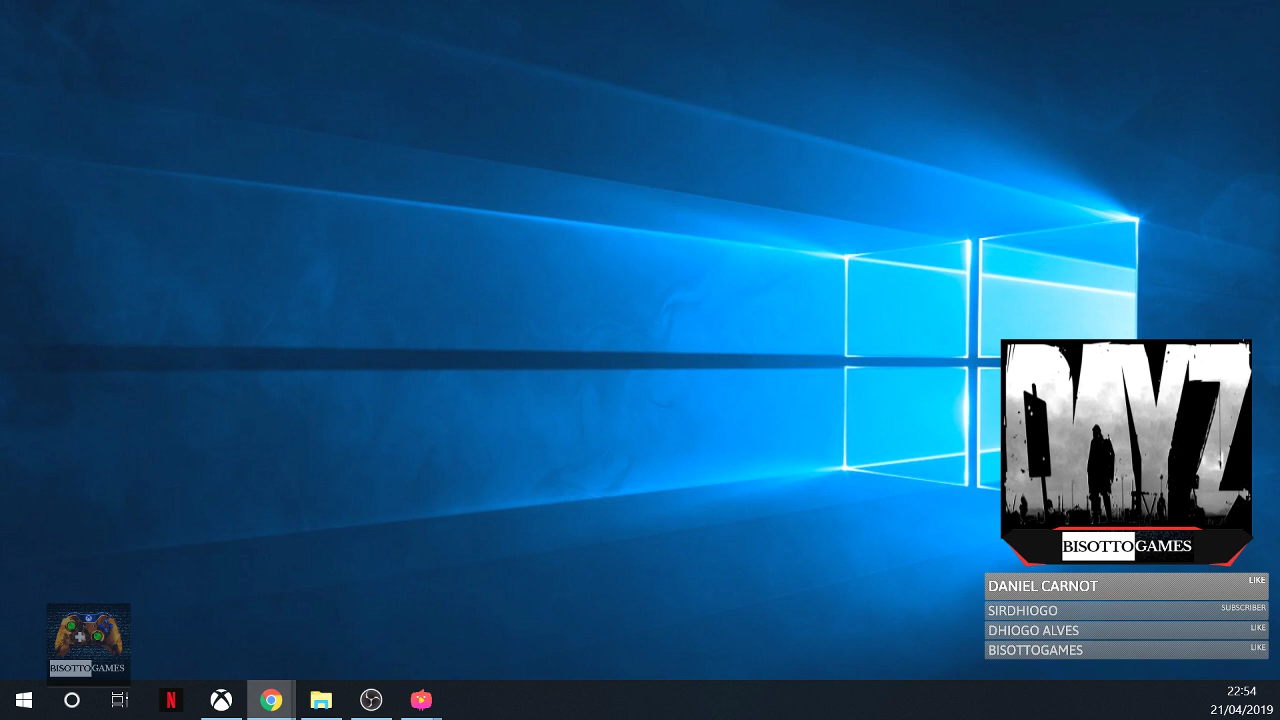 DAYZ
BISOTTOGAMES
DANIEL CARNOT LIKE
SIRDHIOGO SUBSCRIBER
DHIOGO ALVES LIKE
BISOTTOGAMES LIKE
BISOTTOGAMES
N
22:54
21/04/2019